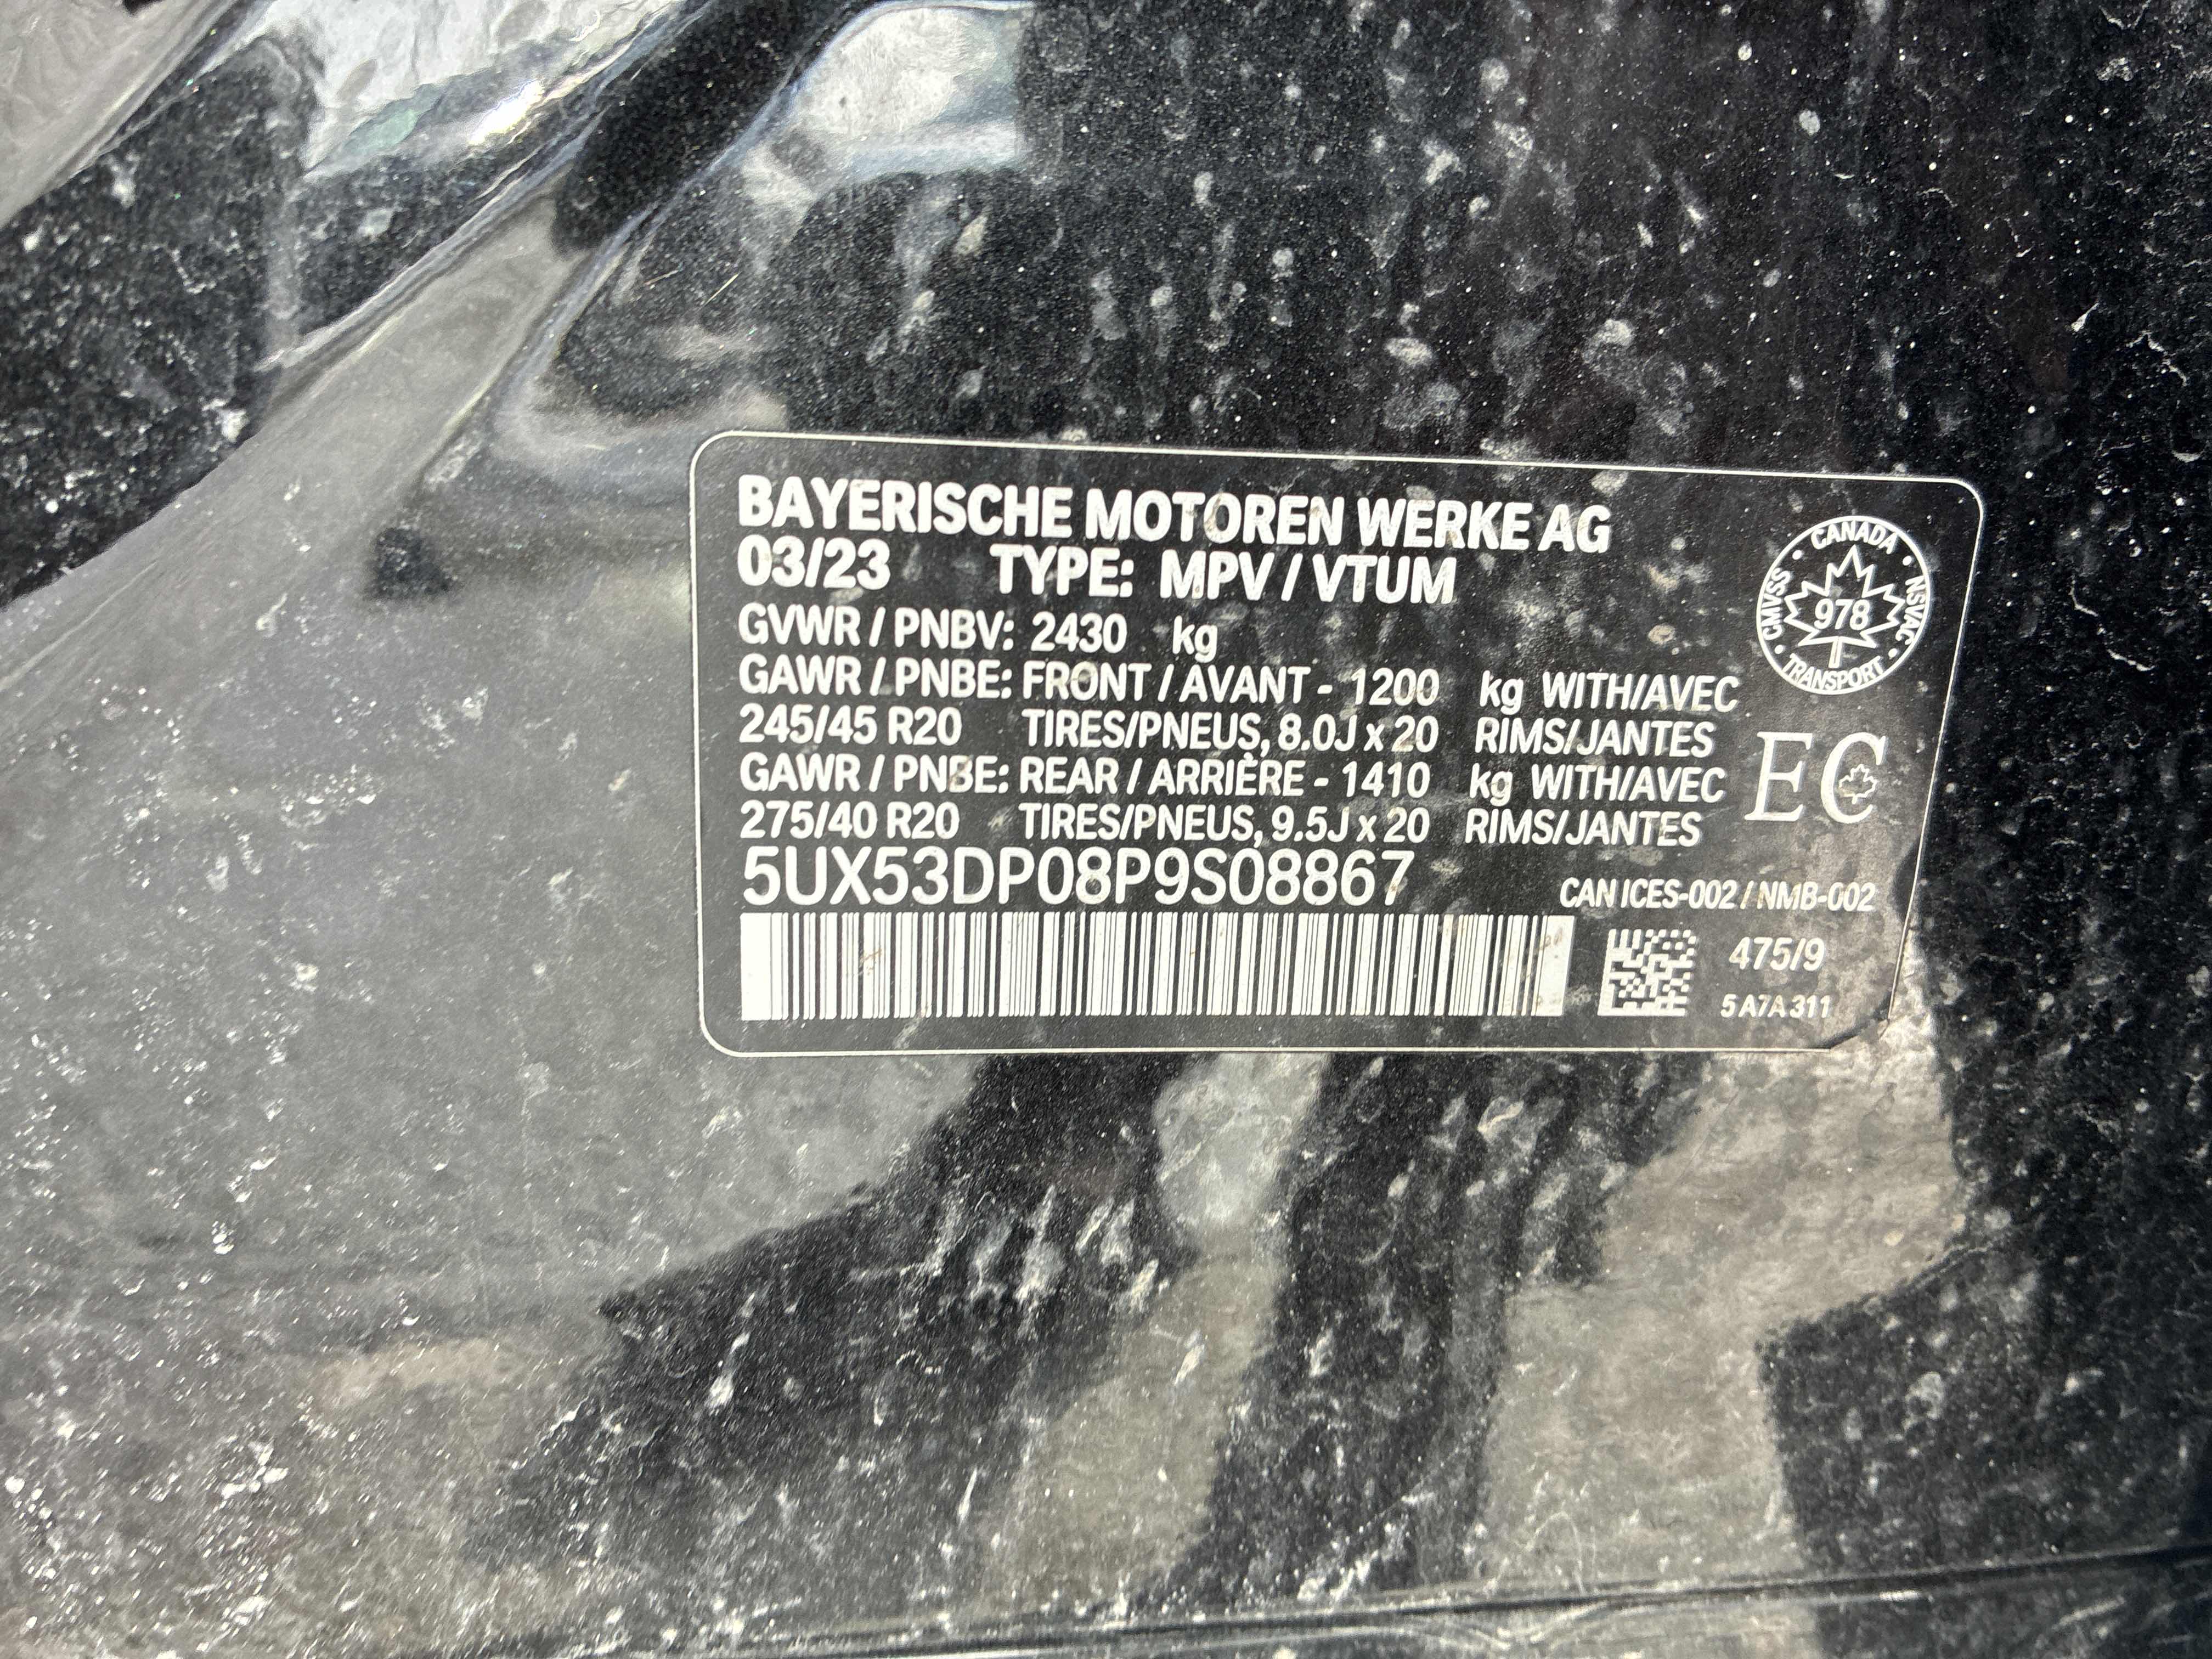 BAYERISCHE MOTOREN WERKE AG
03/23 TYPE: MPV / VTUM
GVWR / PNBV: 2430 kg
GAWR / PNBE: FRONT / AVANT - 1200 kg WITH/AVEC
245/45 R20 TIRES/PNEUS, 8.0J x 20 RIMS/JANTES
GAWR / PNBE: REAR / ARRIÈRE - 1410 kg WITH/AVEC
275/40 R20 TIRES/PNEUS, 9.5J x 20 RIMS/JANTES
5UX53DP08P9S08867
CANADA • NSVAC • TRANSPORT • CMVSS •
978
EC
CAN ICES-002 / NMB-002
475/9
5 A7A 311